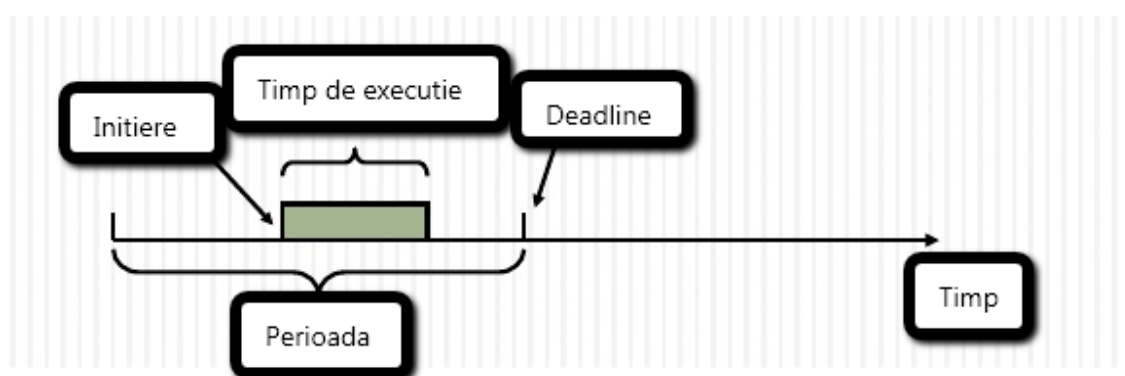 Timp de executie
Initiere
Deadline
Timp
Perioada